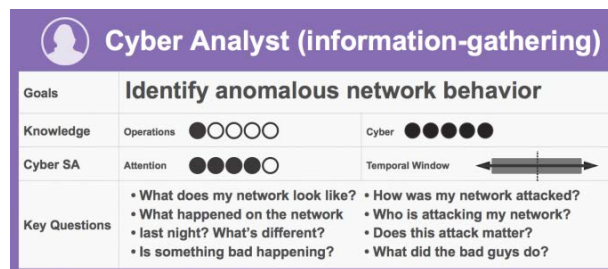 Cyber Analyst (information-gathering)
Goals
Identify anomalous network behavior
Knowledge
Operations
Cyber
Cyber SA
Attention
Temporal Window
Key Questions
• What does my network look like?
• What happened on the network
• last night? What's different?
• Is something bad happening?
• How was my network attacked?
• Who is attacking my network?
• Does this attack matter?
• What did the bad guys do?